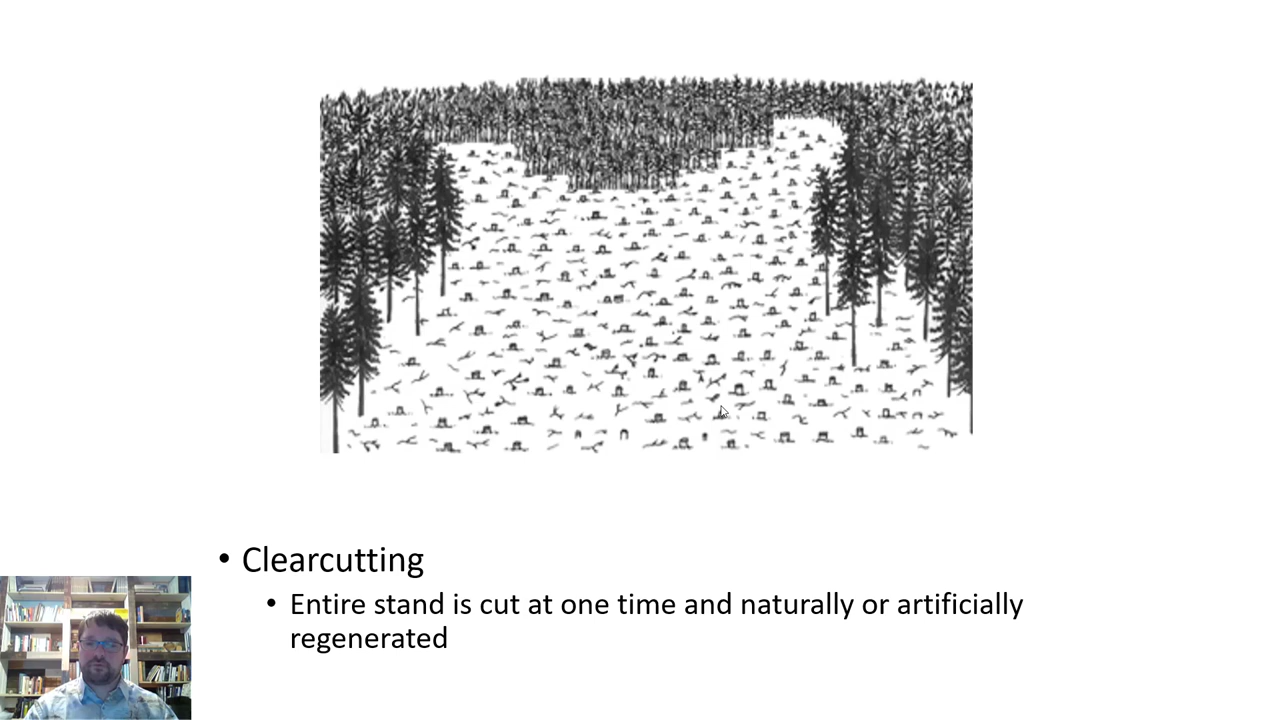 • Clearcutting
• Entire stand is cut at one time and naturally or artificially
regenerated